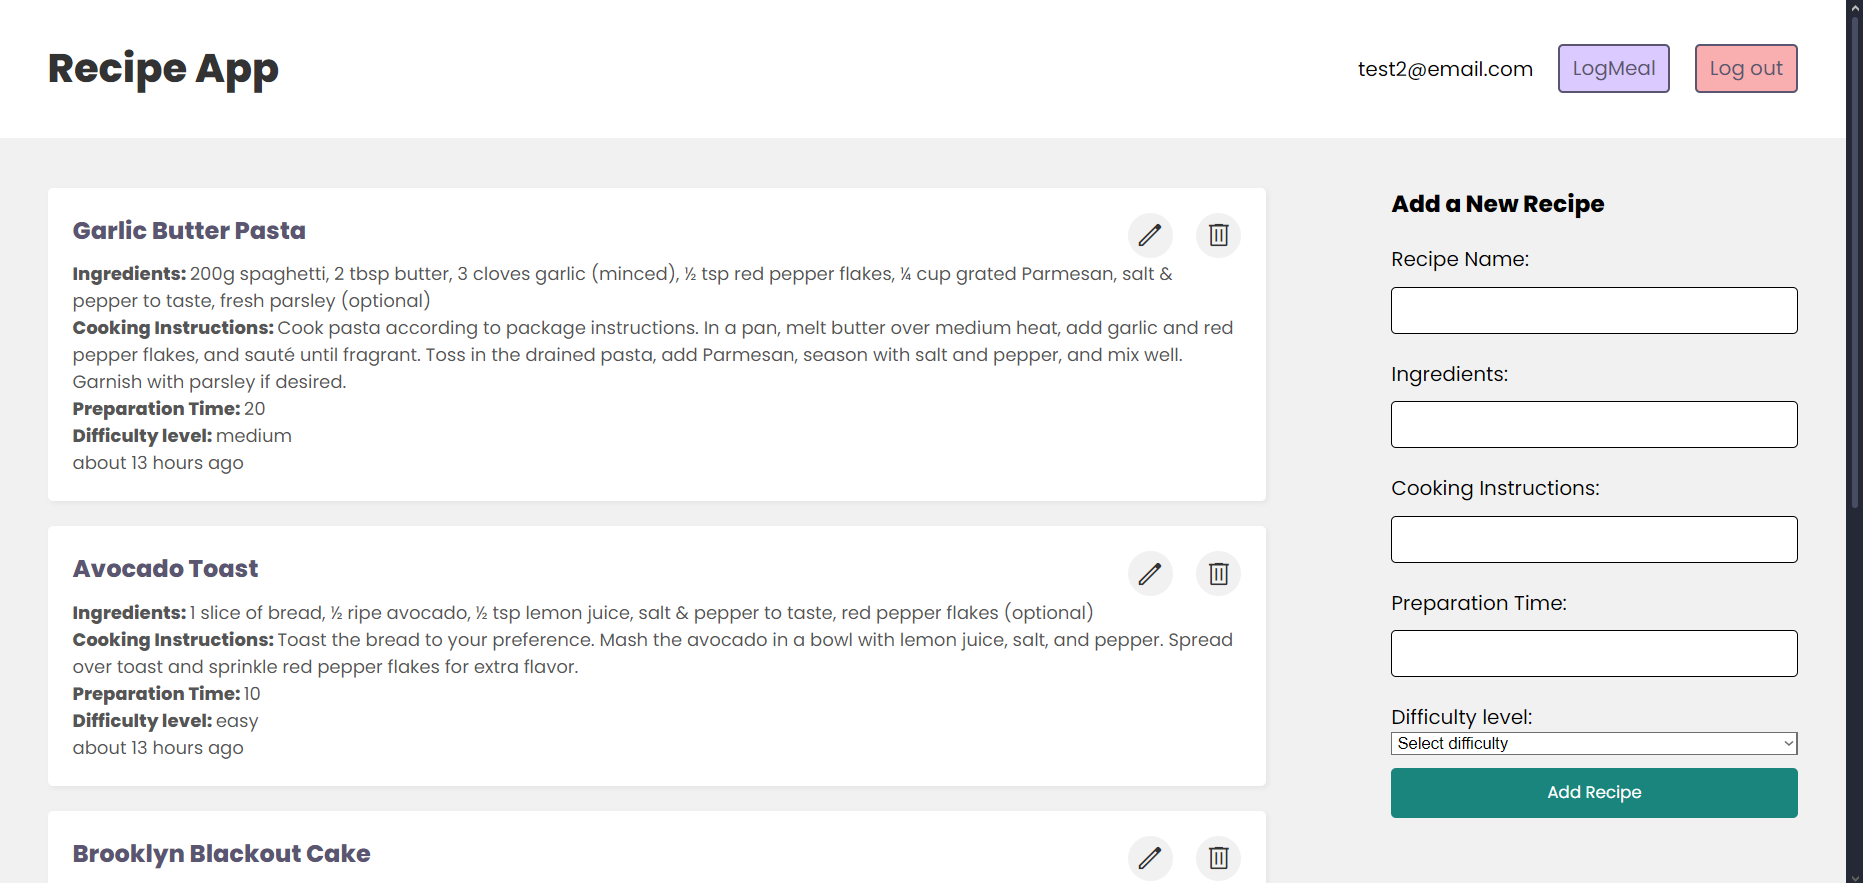 Recipe App
test2@email.com
LogMeal
Log out
Garlic Butter Pasta
Ingredients: 200g spaghetti, 2 tbsp butter, 3 cloves garlic (minced), ½ tsp red pepper flakes, ¼ cup grated Parmesan, salt &
pepper to taste, fresh parsley (optional)
Cooking Instructions: Cook pasta according to package instructions. In a pan, melt butter over medium heat, add garlic and red
pepper flakes, and sauté until fragrant. Toss in the drained pasta, add Parmesan, season with salt and pepper, and mix well.
Garnish with parsley if desired.
Preparation Time: 20
Difficulty level: medium
about 13 hours ago
Avocado Toast
Ingredients: 1 slice of bread, ½ ripe avocado, ½ tsp lemon juice, salt & pepper to taste, red pepper flakes (optional)
Cooking Instructions: Toast the bread to your preference. Mash the avocado in a bowl with lemon juice, salt, and pepper. Spread
over toast and sprinkle red pepper flakes for extra flavor.
Preparation Time: 10
Difficulty level: easy
about 13 hours ago
Brooklyn Blackout Cake
Add a New Recipe
Recipe Name:
Ingredients:
Cooking Instructions:
Preparation Time:
Difficulty level:
Select difficulty
Add Recipe